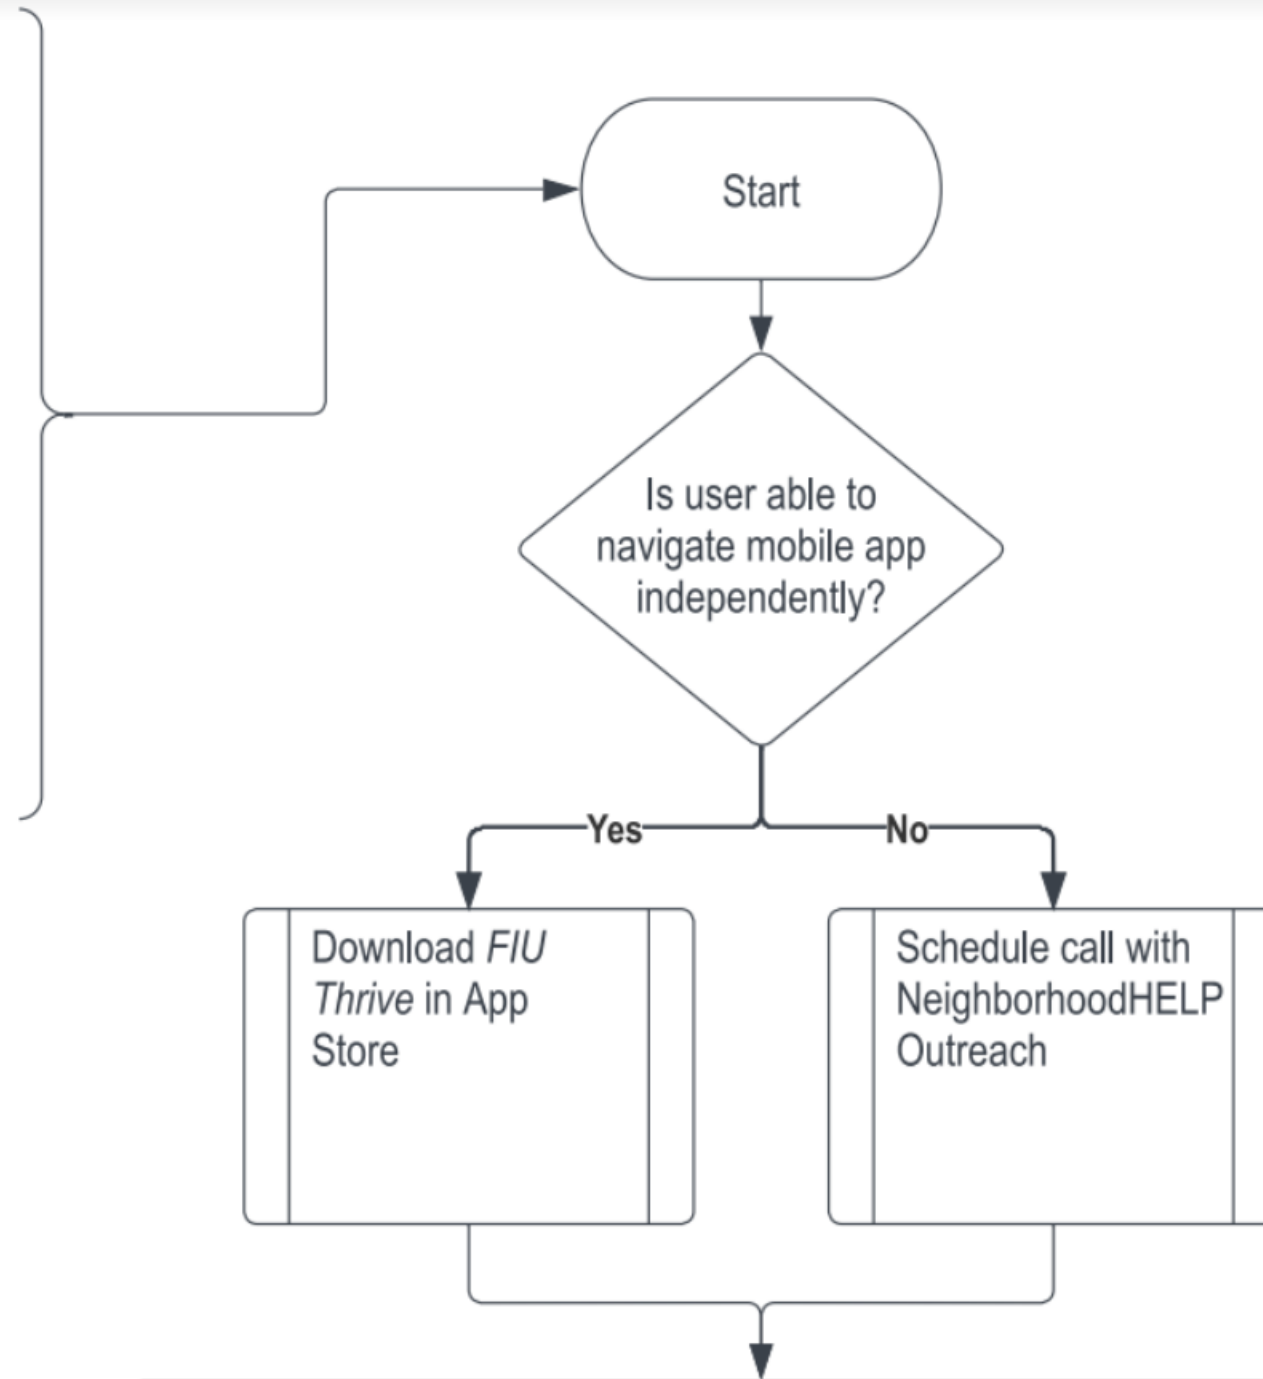 Start
Is user able to
navigate mobile app
independently?
Yes
No
Download FIU
Thrive in App
Store
Schedule call with
NeighborhoodHELP
Outreach